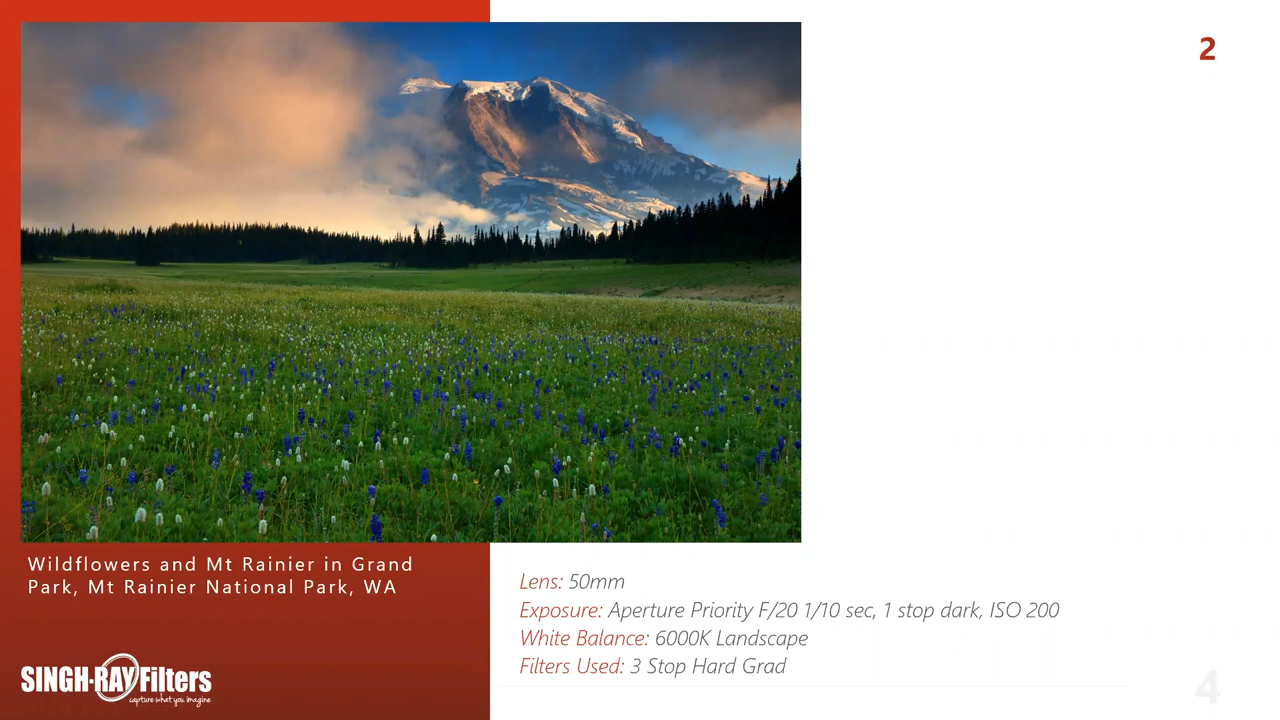 2
Wildflowers and Mt Rainier in Grand
Park, Mt Rainier National Park, WA
Lens: 50mm
Exposure: Aperture Priority F/20 1/10 sec, 1 stop dark, ISO 200
White Balance: 6000K Landscape
Filters Used: 3 Stop Hard Grad
SINGH-RAY Filters
capture what you imagine
4